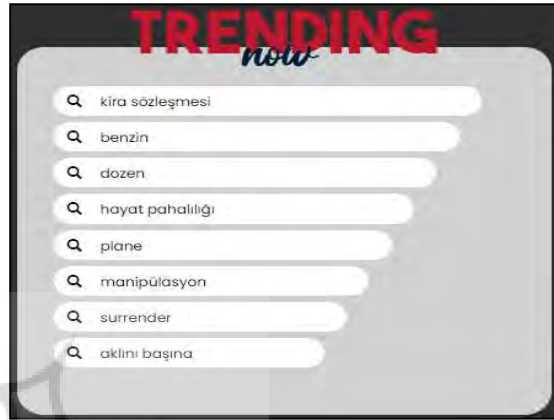 TRENDING
now
kira sözleşmesi
benzin
dozen
hayat pahalılığı
plane
manipülasyon
surrender
aklını başına